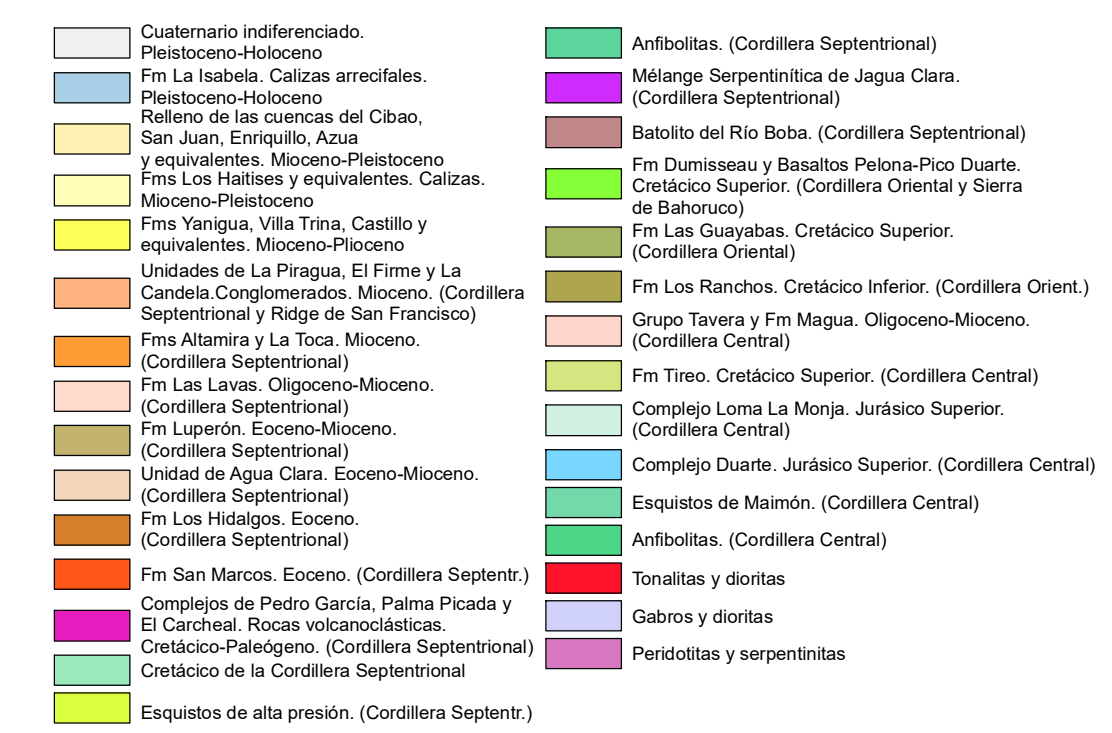 Cuaternario indiferenciado.
Pleistoceno-Holoceno
Fm La Isabela. Calizas arrecifales.
Pleistoceno-Holoceno
Relleno de las cuencas del Cibao,
San Juan, Enriquillo, Azua
y equivalentes. Mioceno-Pleistoceno
Fms Los Haitises y equivalentes. Calizas.
Mioceno-Pleistoceno
Fms Yanigua, Villa Trina, Castillo y
equivalentes. Mioceno-Plioceno
Unidades de La Piragua, El Firme y La
Candela.Conglomerados. Mioceno. (Cordillera
Septentrional y Ridge de San Francisco)
Fms Altamira y La Toca. Mioceno.
(Cordillera Septentrional)
Fm Las Lavas. Oligoceno-Mioceno.
(Cordillera Septentrional)
Fm Luperón. Eoceno-Mioceno.
(Cordillera Septentrional)
Unidad de Agua Clara. Eoceno-Mioceno.
(Cordillera Septentrional)
Fm Los Hidalgos. Eoceno.
(Cordillera Septentrional)
Fm San Marcos. Eoceno. (Cordillera Septentr.)
Complejos de Pedro García, Palma Picada y
El Carcheal. Rocas volcanoclásticas.
Cretácico-Paleógeno. (Cordillera Septentrional)
Cretácico de la Cordillera Septentrional
Esquistos de alta presión. (Cordillera Septentr.)
Anfibolitas. (Cordillera Septentrional)
Mélange Serpentinítica de Jagua Clara.
(Cordillera Septentrional)
Batolito del Río Boba. (Cordillera Septentrional)
Fm Dumisseau y Basaltos Pelona-Pico Duarte.
Cretácico Superior. (Cordillera Oriental y Sierra
de Bahoruco)
Fm Las Guayabas. Cretácico Superior.
(Cordillera Oriental)
Fm Los Ranchos. Cretácico Inferior. (Cordillera Orient.)
Grupo Tavera y Fm Magua. Oligoceno-Mioceno.
(Cordillera Central)
Fm Tireo. Cretácico Superior. (Cordillera Central)
Complejo Loma La Monja. Jurásico Superior.
(Cordillera Central)
Complejo Duarte. Jurásico Superior. (Cordillera Central)
Esquistos de Maimón. (Cordillera Central)
Anfibolitas. (Cordillera Central)
Tonalitas y dioritas
Gabros y dioritas
Peridotitas y serpentinitas